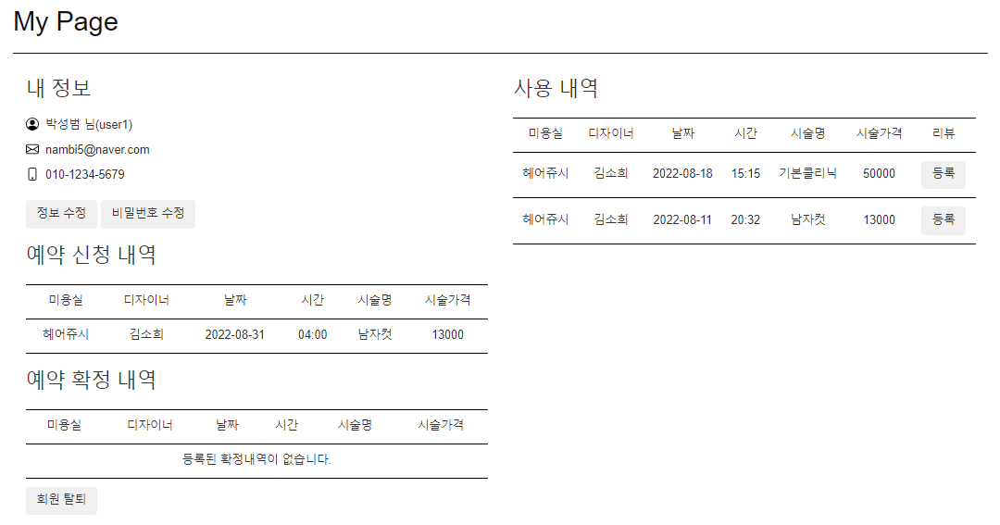 My Page
내 정보
박성범 님(user1)
nambi5@naver.com
010-1234-5679
정보 수정 비밀번호 수정
예약 신청 내역
미용실 디자이너 날짜 시간 시술명 시술가격
헤어쥬시 김소희 2022-08-31 04:00 남자컷 13000
예약 확정 내역
미용실 디자이너 날짜 시간 시술명 시술가격
등록된 확정내역이 없습니다.
회원 탈퇴
사용 내역
미용실 디자이너 날짜 시간 시술명 시술가격 리뷰
헤어쥬시 김소희 2022-08-18 15:15 기본클리닉 50000 등록
헤어쥬시 김소희 2022-08-11 20:32 남자컷 13000 등록